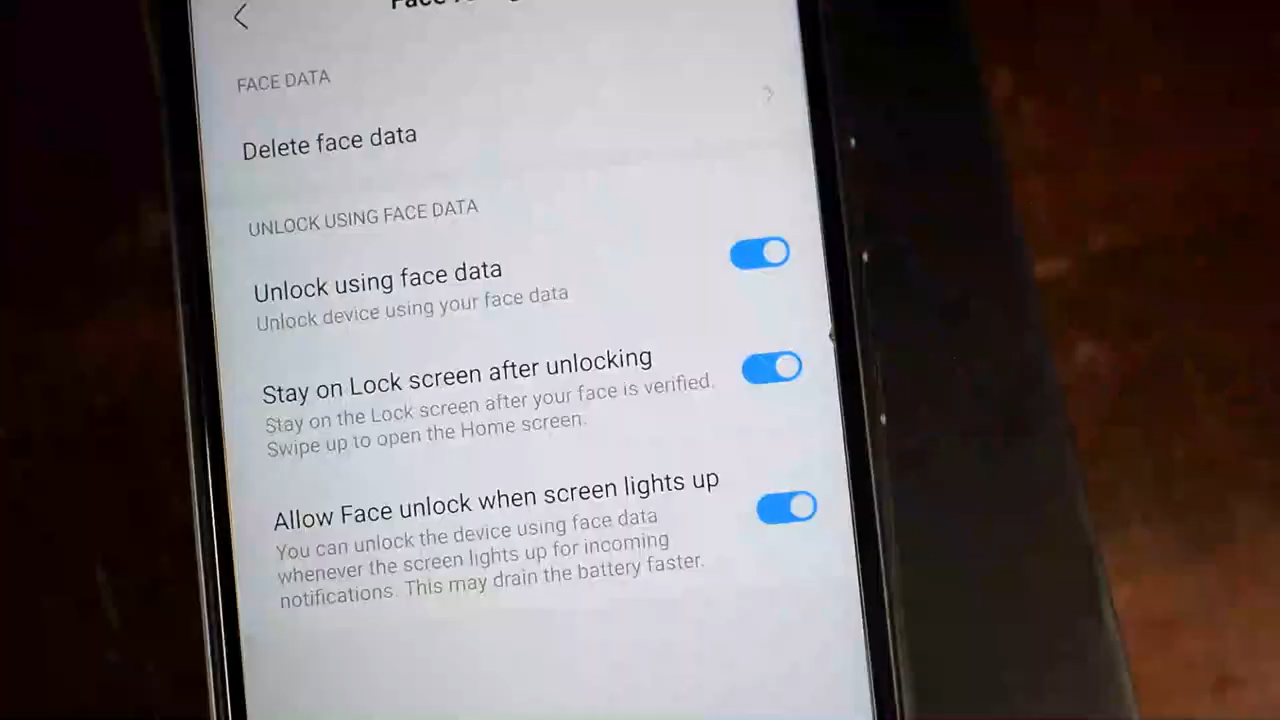 Face
FACE DATA
Delete face data
UNLOCK USING FACE DATA
Unlock using face data
Unlock device using your face data
Stay on Lock screen after unlocking
Stay on the Lock screen after your face is verified.
Swipe up to open the Home screen.
Allow Face unlock when screen lights up
You can unlock the device using face data
whenever the screen lights up for incoming
notifications. This may drain the battery faster.